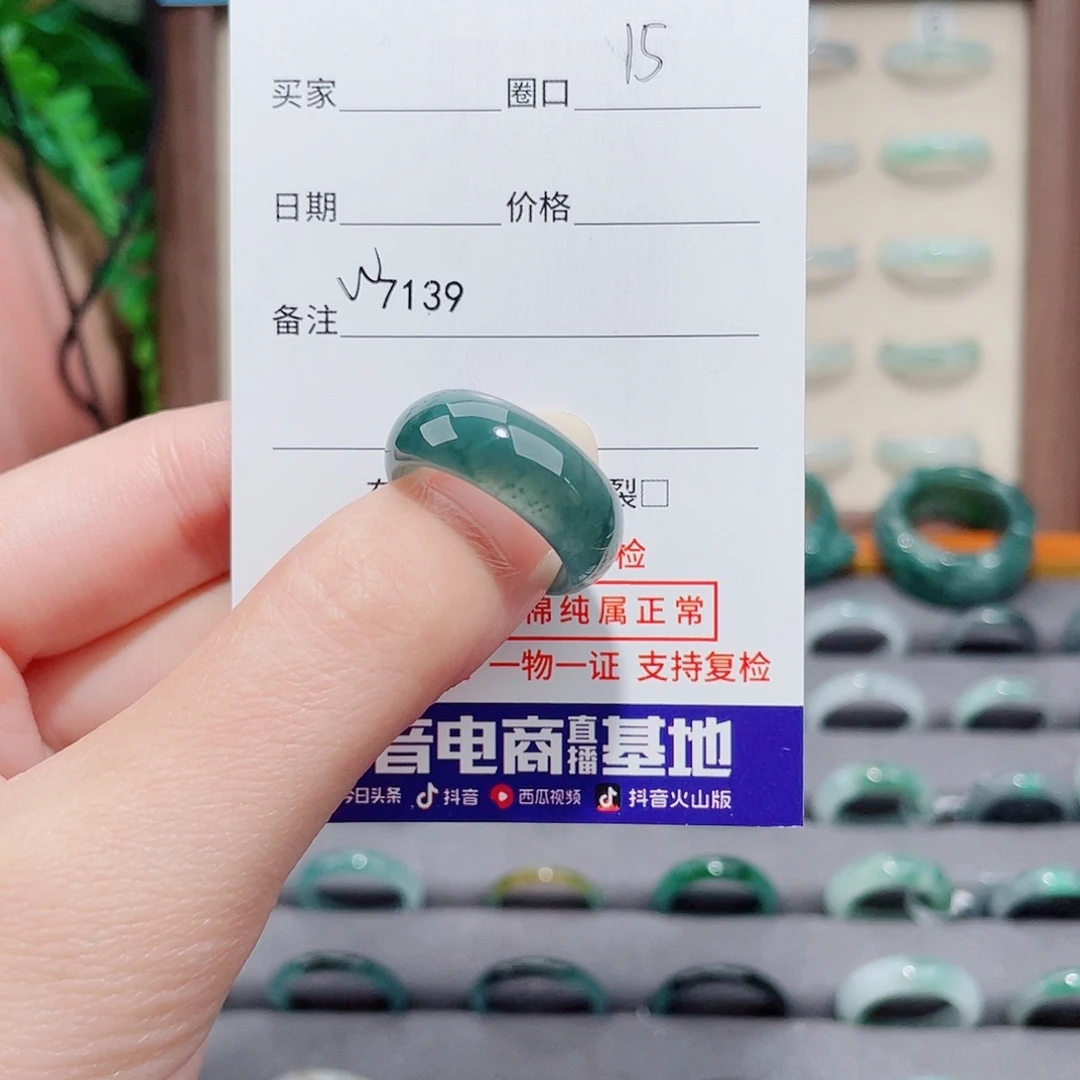 15
买家 圈口
日期 价格
W7139
备注
裂□
检
棉纯属正常
一物一证 支持复检
音电商直播基地
今日头条 抖音 西瓜视频 抖音火山版